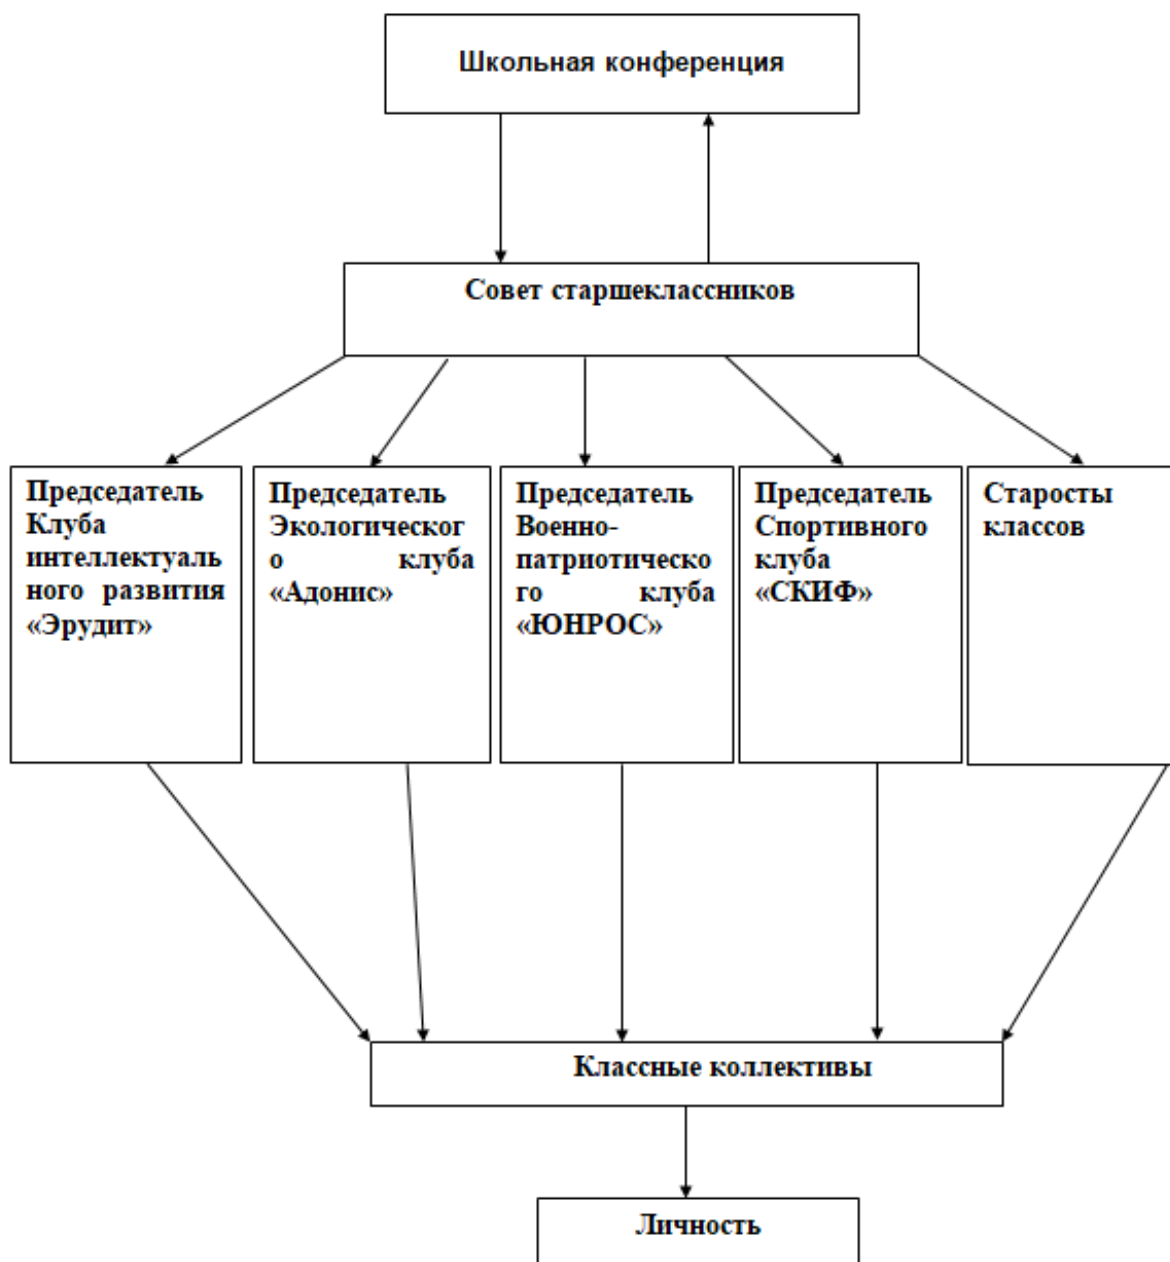 Школьная конференция
Совет старшеклассников
Председатель
Клуба
интеллектуаль
ного развития
«Эрудит»
Председатель
Экологическог
о клуба
«Адонис»
Председатель
Военно-
патриотическо
го клуба
«ЮНРОС»
Председатель
Спортивного
клуба
«СКИФ»
Старосты
классов
Классные коллективы
Личность